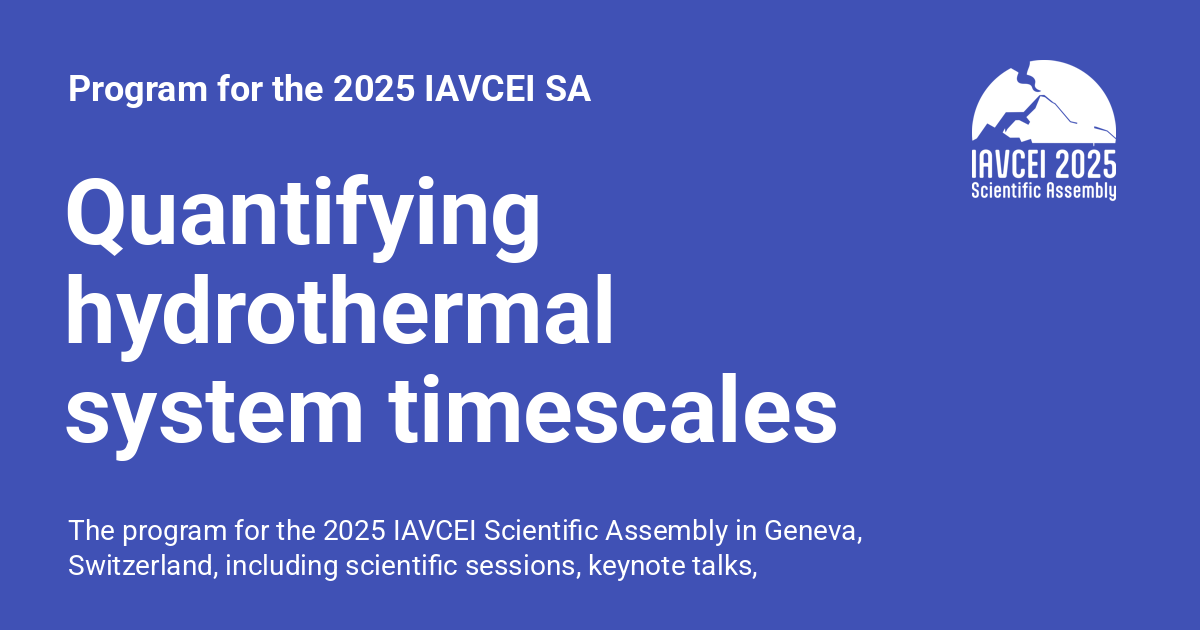 Program for the 2025 IAVCEI SA
IAVCEI 2025
Scientific Assembly
Quantifying
hydrothermal
system timescales
The program for the 2025 IAVCEI Scientific Assembly in Geneva,
Switzerland, including scientific sessions, keynote talks,